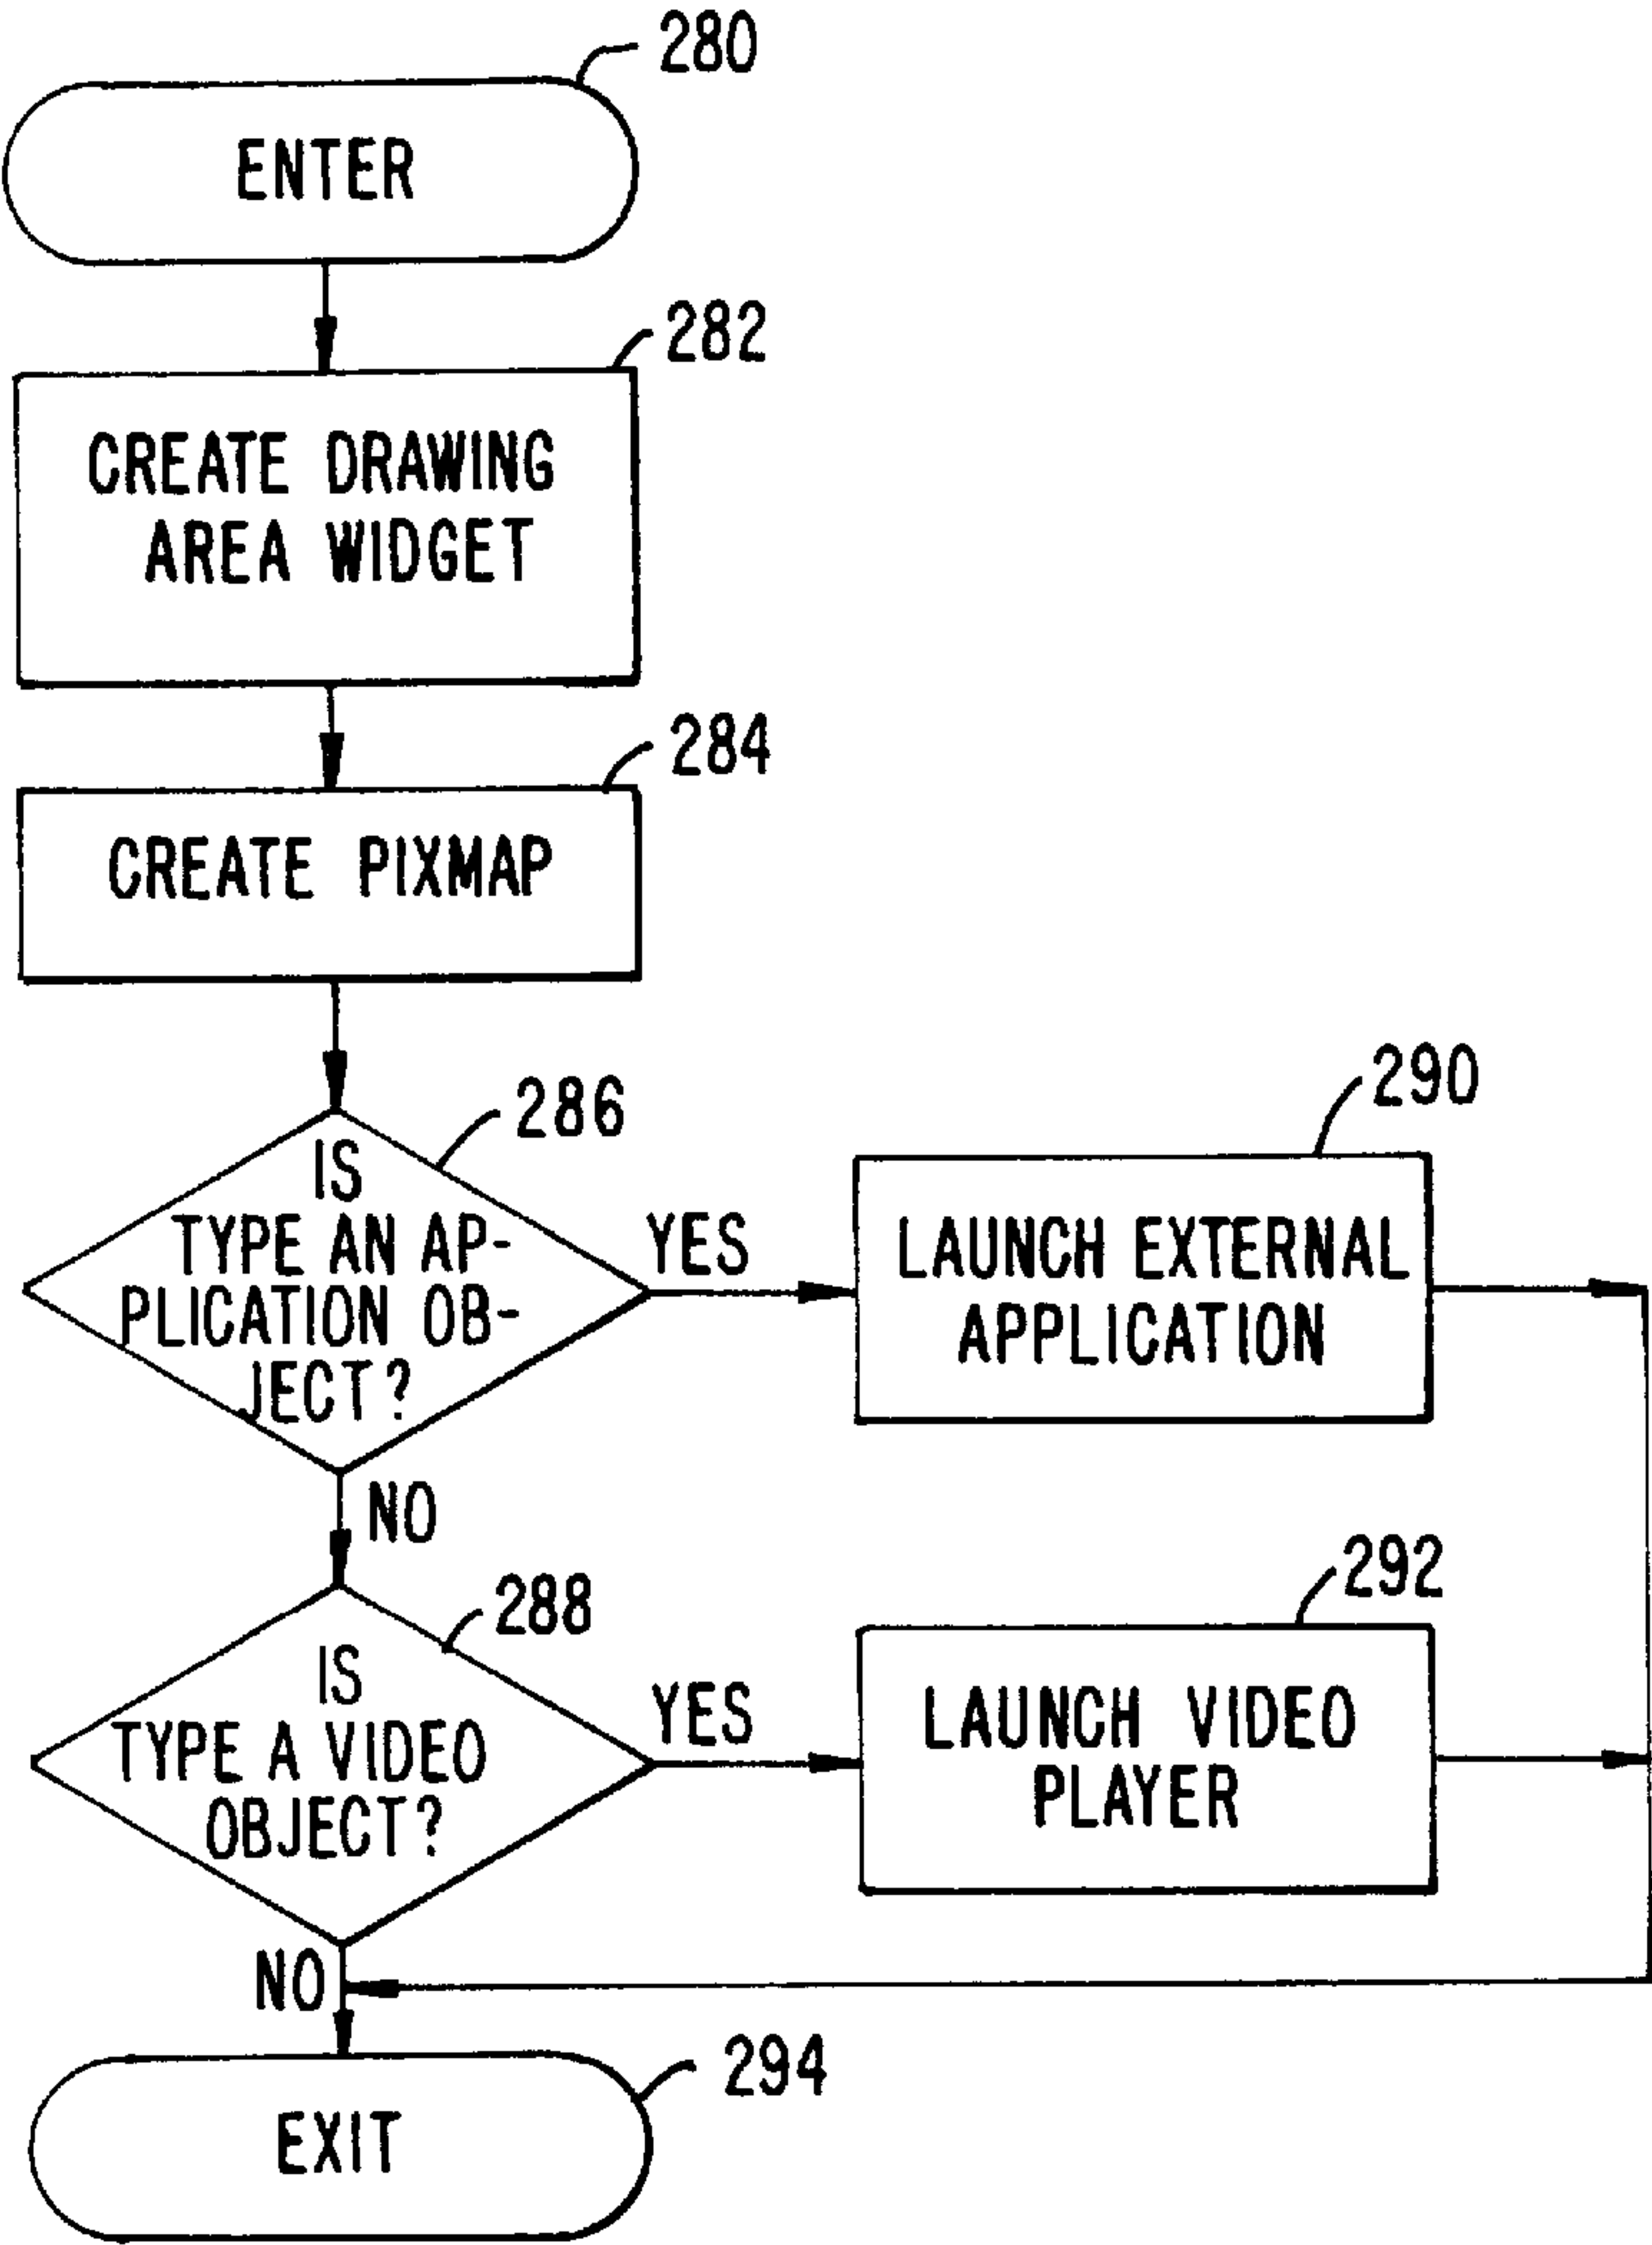 280
ENTER
282
CREATE DRAWING
AREA WIDGET
284
CREATE PIXMAP
286
IS
TYPE AN AP-
PLICATION OB-
JECT?
YES
290
LAUNCH EXTERNAL
APPLICATION
NO
288
IS
TYPE A VIDEO
OBJECT?
YES
292
LAUNCH VIDEO
PLAYER
NO
294
EXIT